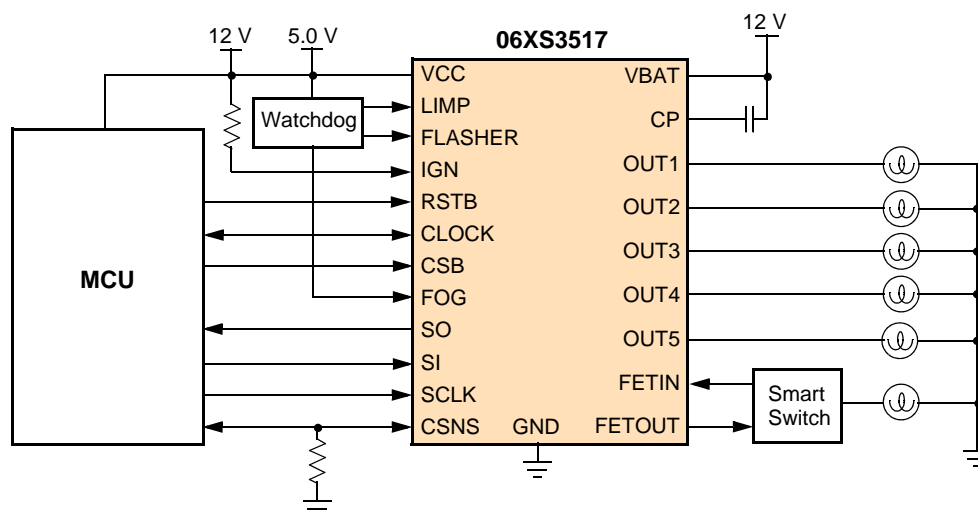 12 V
5.0 V
06XS3517
12 V
VCC
LIMP
FLASHER
IGN
RSTB
CLOCK
CSB
FOG
SO
SI
SCLK
CSNS
GND
VBAT
CP
OUT1
OUT2
OUT3
OUT4
OUT5
FETIN
FETOUT
Watchdog
MCU
Smart
Switch